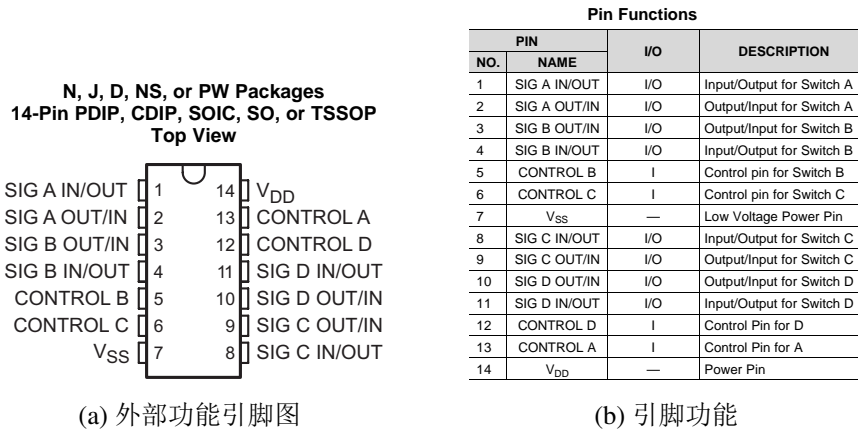 N, J, D, NS, or PW Packages
14-Pin PDIP, CDIP, SOIC, SO, or TSSOP
Top View
SIG A IN/OUT 1 14 VDD
SIG A OUT/IN 2 13 CONTROL A
SIG B OUT/IN 3 12 CONTROL D
SIG B IN/OUT 4 11 SIG D IN/OUT
CONTROL B 5 10 SIG D OUT/IN
CONTROL C 6 9 SIG C OUT/IN
VSS 7 8 SIG C IN/OUT
(a) 外部功能引脚图
Pin Functions
PIN I/O DESCRIPTION
NO. NAME
1 SIG A IN/OUT I/O Input/Output for Switch A
2 SIG A OUT/IN I/O Output/Input for Switch A
3 SIG B OUT/IN I/O Output/Input for Switch B
4 SIG B IN/OUT I/O Input/Output for Switch B
5 CONTROL B I Control pin for Switch B
6 CONTROL C I Control pin for Switch C
7 VSS — Low Voltage Power Pin
8 SIG C IN/OUT I/O Input/Output for Switch C
9 SIG C OUT/IN I/O Output/Input for Switch C
10 SIG D OUT/IN I/O Output/Input for Switch D
11 SIG D IN/OUT I/O Input/Output for Switch D
12 CONTROL D I Control Pin for D
13 CONTROL A I Control Pin for A
14 VDD — Power Pin
(b) 引脚功能